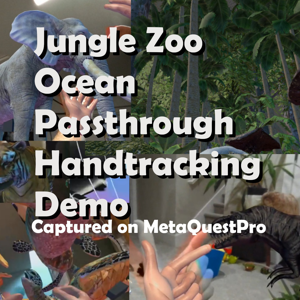 Jungle Zoo
Ocean
Passthrough
Handtracking
Demo
Captured on MetaQuestPro